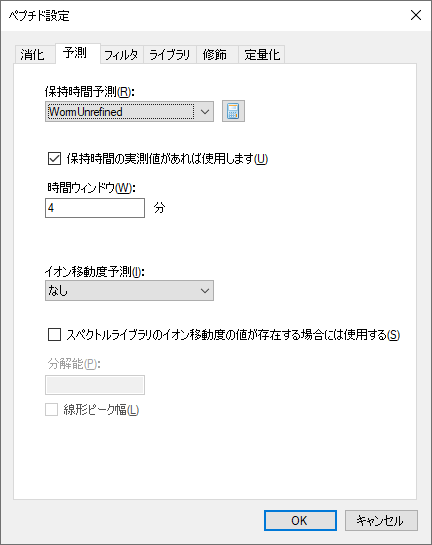 ペプチド設定
消化 予測 フィルタ ライブラリ 修飾 定量化
保持時間予測(R):
WormUnrefined
保持時間の実測値があれば使用します(U)
時間ウィンドウ(W):
4 分
イオン移動度予測(I):
なし
スペクトルライブラリのイオン移動度の値が存在する場合には使用する(S)
分解能(P):
線形ピーク幅(L)
OK キャンセル